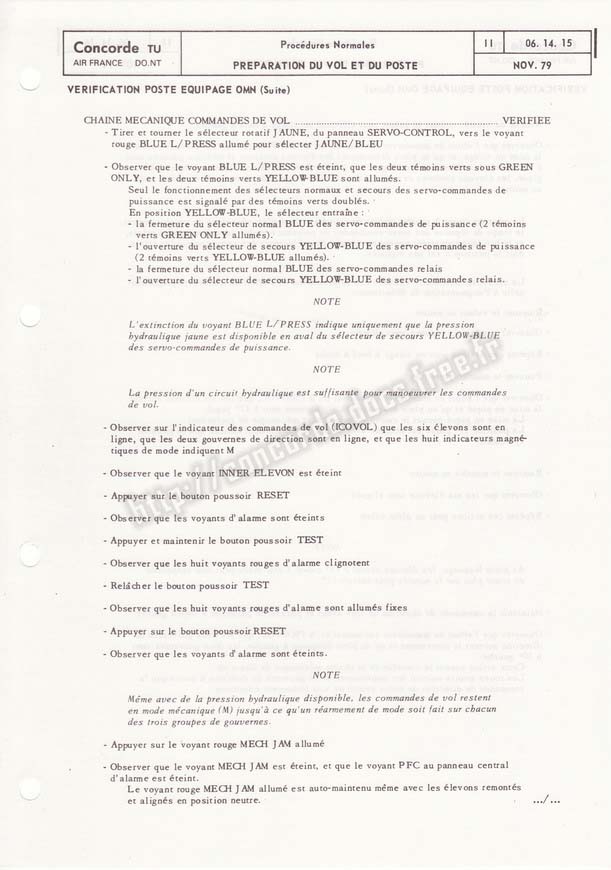 Concorde TU
AIR FRANCE DO.NT
Procédures Normales
PREPARATION DU VOL ET DU POSTE
11
06. 14. 15
NOV. 79
VERIFICATION POSTE EQUIPAGE OMN (Suite)
CHAINE MECANIQUE COMMANDES DE VOL ........................................ VERIFIEE
- Tirer et tourner le sélecteur rotatif JAUNE, du panneau SERVO-CONTROL, vers le voyant
rouge BLUE L/PRESS allumé pour sélecter JAUNE/BLEU
- Observer que le voyant BLUE L/PRESS est éteint, que les deux témoins verts sous GREEN
ONLY, et les deux témoins verts YELLOW-BLUE sont allumés.
Seul le fonctionnement des sélecteurs normaux et secours des servo-commandes de
puissance est signalé par des témoins verts doublés.
En position YELLOW-BLUE, le sélecteur entraîne :
- la fermeture du sélecteur normal BLUE des servo-commandes de puissance (2 témoins
verts GREEN ONLY allumés).
- l'ouverture du sélecteur de secours YELLOW-BLUE des servo-commandes de puissance
(2 témoins verts YELLOW-BLUE allumés).
- la fermeture du sélecteur normal BLUE des servo-commandes relais
- l'ouverture du sélecteur de secours YELLOW-BLUE des servo-commandes relais.
NOTE
L'extinction du voyant BLUE L/PRESS indique uniquement que la pression
hydraulique jaune est disponible en aval du sélecteur de secours YELLOW-BLUE
des servo-commandes de puissance.
NOTE
La pression d'un circuit hydraulique est suffisante pour manoeuvrer les commandes
de vol.
- Observer sur l'indicateur des commandes de vol (ICOVOL) que les six élevons sont en
ligne, que les deux gouvernes de direction sont en ligne, et que les huit indicateurs magné-
tiques de mode indiquent M
- Observer que le voyant INNER ELEVON est éteint
- Appuyer sur le bouton poussoir RESET
- Observer que les voyants d'alarme sont éteints
- Appuyer et maintenir le bouton poussoir TEST
- Observer que les huit voyants rouges d'alarme clignotent
- Relâcher le bouton poussoir TEST
- Observer que les huit voyants rouges d'alarme sont allumés fixes
- Appuyer sur le bouton poussoir RESET
- Observer que les voyants d'alarme sont éteints.
NOTE
Même avec de la pression hydraulique disponible, les commandes de vol restent
en mode mécanique (M) jusqu'à ce qu'un réarmement de mode soit fait sur chacun
des trois groupes de gouvernes.
- Appuyer sur le voyant rouge MECH JAM allumé
- Observer que le voyant MECH JAM est éteint, et que le voyant PFC au panneau central
d'alarme est éteint.
Le voyant rouge MECH JAM allumé est auto-maintenu même avec les élevons remontés
et alignés en position neutre.
.../...
http://concorde.docs.free.fr